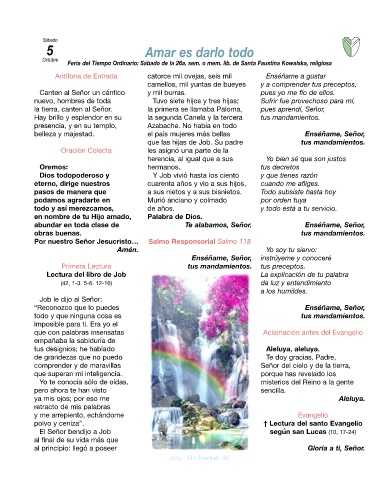 Sábado
5
Octubre
Amar es darlo todo
Feria del Tiempo Ordinario: Sábado de la 26a. sem. o mem. lib. de Santa Faustina Kowalska, religiosa
Antífona de Entrada
Canten al Señor un cántico
nuevo, hombres de toda
la tierra, canten al Señor.
Hay brillo y esplendor en su
presencia, y en su templo,
belleza y majestad.
Oración Colecta
Oremos:
Dios todopoderoso y
eterno, dirige nuestros
pasos de manera que
podamos agradarte en
todo y así merezcamos,
en nombre de tu Hijo amado,
abundar en toda clase de
obras buenas.
Por nuestro Señor Jesucristo…
Amén.
Primera Lectura
Lectura del libro de Job
(42, 1-3. 5-6. 12-16)
Job le dijo al Señor:
“Reconozco que lo puedes
todo y que ninguna cosa es
imposible para ti. Era yo el
que con palabras insensatas
empañaba la sabiduría de
tus designios; he hablado
de grandezas que no puedo
comprender y de maravillas
que superan mi inteligencia.
Yo te conocía sólo de oídas,
pero ahora te han visto
ya mis ojos; por eso me
retracto de mis palabras
y me arrepiento, echándome
polvo y ceniza”.
El Señor bendijo a Job
al final de su vida más que
al principio: llegó a poseer
catorce mil ovejas, seis mil
camellos, mil yuntas de bueyes
y mil burras.
Tuvo siete hijos y tres hijas;
la primera se llamaba Paloma,
la segunda Canela y la tercera
Azabache. No había en todo
el país mujeres más bellas
que las hijas de Job. Su padre
les asignó una parte de la
herencia, al igual que a sus
hermanos.
Y Job vivió hasta los ciento
cuarenta años y vio a sus hijos,
a sus nietos y a sus bisnietos.
Murió anciano y colmado
de años.
Palabra de Dios.
Te alabamos, Señor.
Salmo Responsorial Salmo 118
Enséñame, Señor,
tus mandamientos.
Enséñame a gustar
y a comprender tus preceptos,
pues yo me fío de ellos.
Sufrir fue provechoso para mí,
pues aprendí, Señor,
tus mandamientos.
Enséñame, Señor,
tus mandamientos.
Yo bien sé que son justos
tus decretos
y que tienes razón
cuando me afliges.
Todo subsiste hasta hoy
por orden tuya
y todo está a tu servicio.
Enséñame, Señor,
tus mandamientos.
Yo soy tu siervo:
instrúyeme y conoceré
tus preceptos.
La explicación de tu palabra
da luz y entendimiento
a los humildes.
Enséñame, Señor,
tus mandamientos.
Aclamación antes del Evangelio
Aleluya, aleluya.
Te doy gracias, Padre,
Señor del cielo y de la tierra,
porque has revelado los
misterios del Reino a la gente
sencilla.
Aleluya.
Evangelio
† Lectura del santo Evangelio
según san Lucas (10, 17-24)
Gloria a ti, Señor.